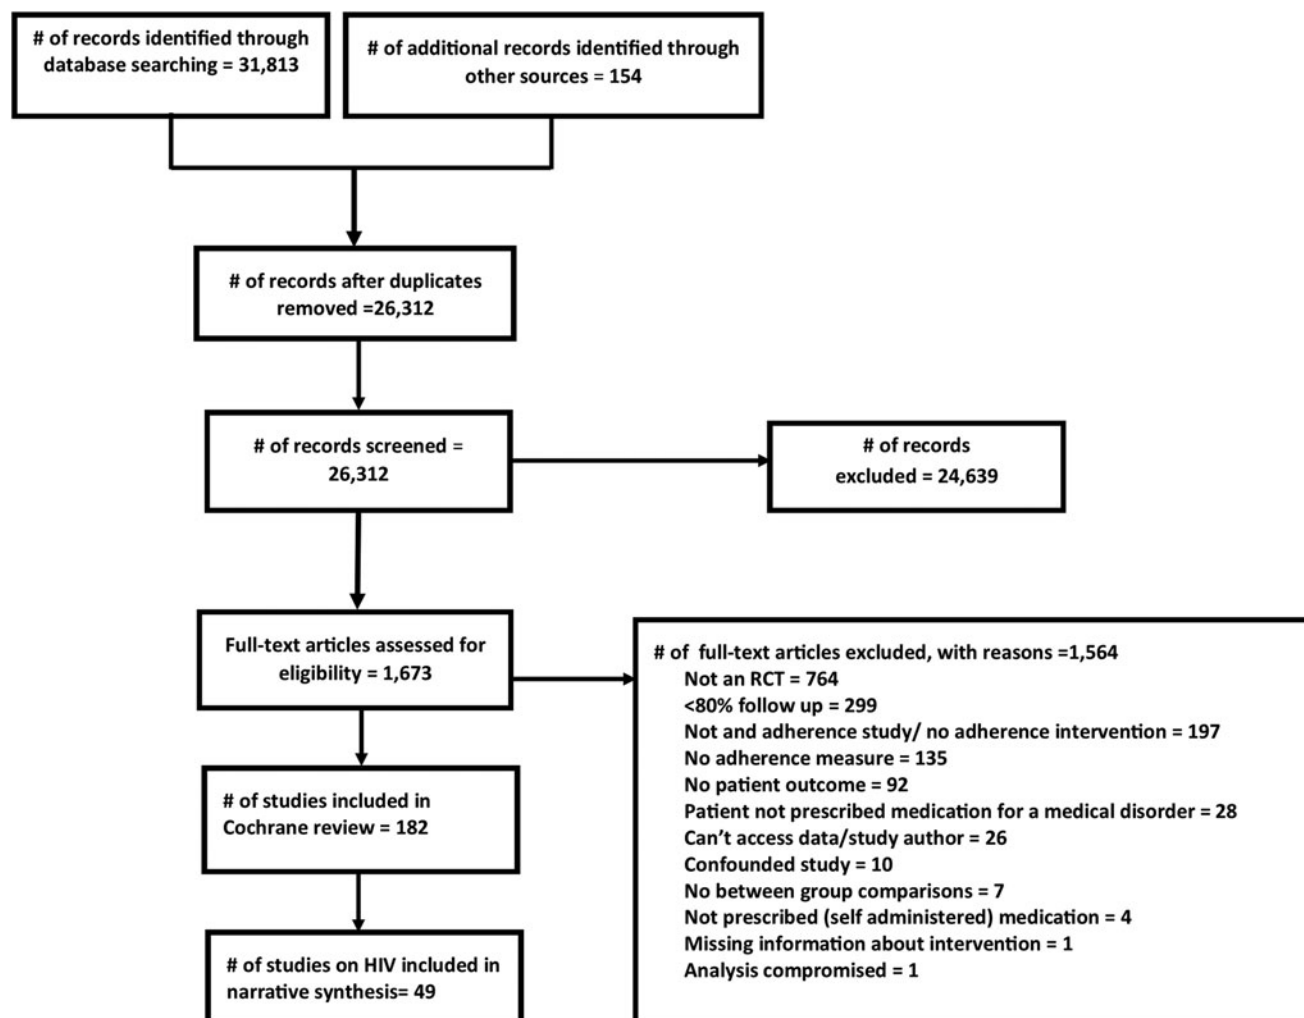 # of records identified through
database searching = 31,813
# of additional records identified through
other sources = 154
# of records after duplicates
removed =26,312
# of records screened =
26,312
# of records
excluded = 24,639
Full-text articles assessed for
eligibility = 1,673
# of  full-text articles excluded, with reasons =1,564
Not an RCT = 764
<80% follow up = 299
Not and adherence study/ no adherence intervention = 197
No adherence measure = 135
No patient outcome = 92
Patient not prescribed medication for a medical disorder = 28
Can't access data/study author = 26
Confounded study = 10
No between group comparisons = 7
Not prescribed (self administered) medication = 4
Missing information about intervention = 1
Analysis compromised = 1
# of studies included in
Cochrane review = 182
# of studies on HIV included in
narrative synthesis= 49